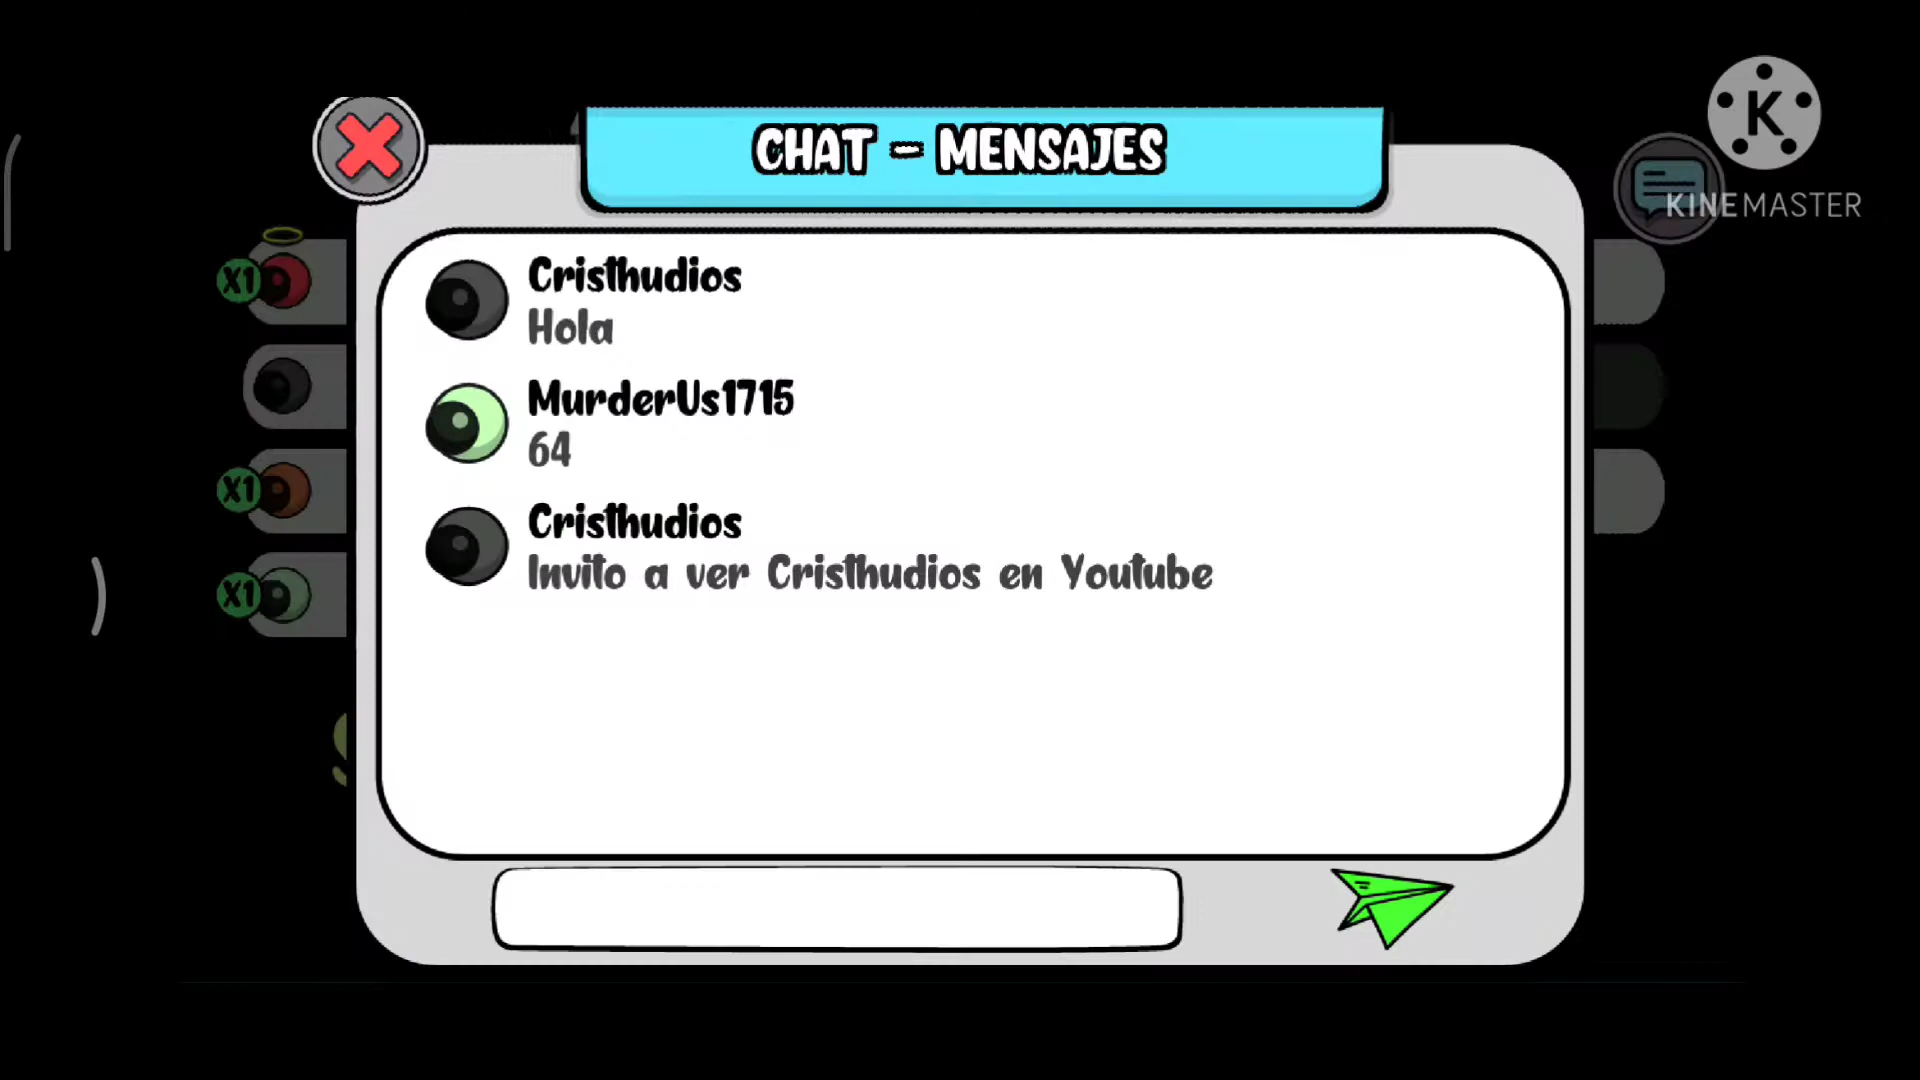 CHAT - MENSAJES
KINEMASTER
K
X1
X1
X1
Cristhudios
Hola
MurderUs1715
64
Cristhudios
Invito a ver Cristhudios en Youtube